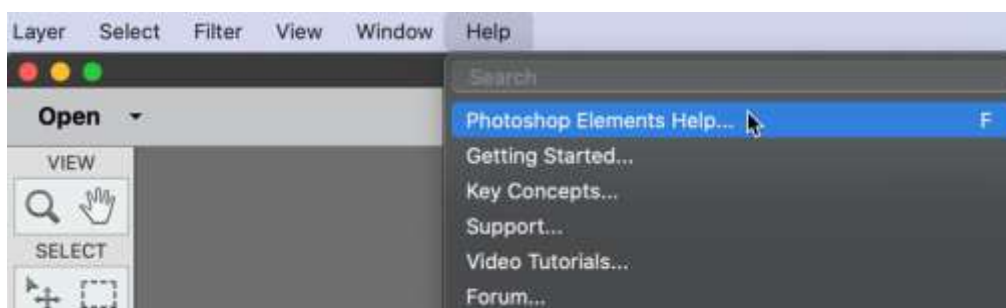 Layer Select Filter View Window Help
Search
Open
Photoshop Elements Help... F
VIEW
Getting Started...
Key Concepts...
Support...
SELECT
Video Tutorials...
Forum...